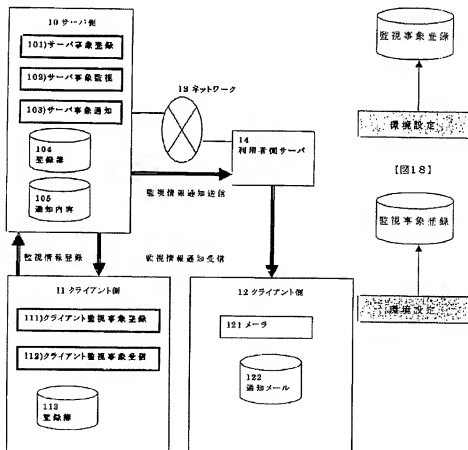 10 サーバ側
101)サーバ事象登録
102)サーバ事象監視
103)サーバ事象通知
104
登録簿
105
通知内容
13 ネットワーク
14
利用者側サーバ
監視情報通知送信
監視情報登録
監視情報通知受信
11 クライアント側
111)クライアント監視事象登録
112)クライアント監視事象受信
113
登録簿
12 クライアント側
121 メーラ
122
通知メール
監視事象登録
環境設定
【図18】
監視事象登録
環境設定